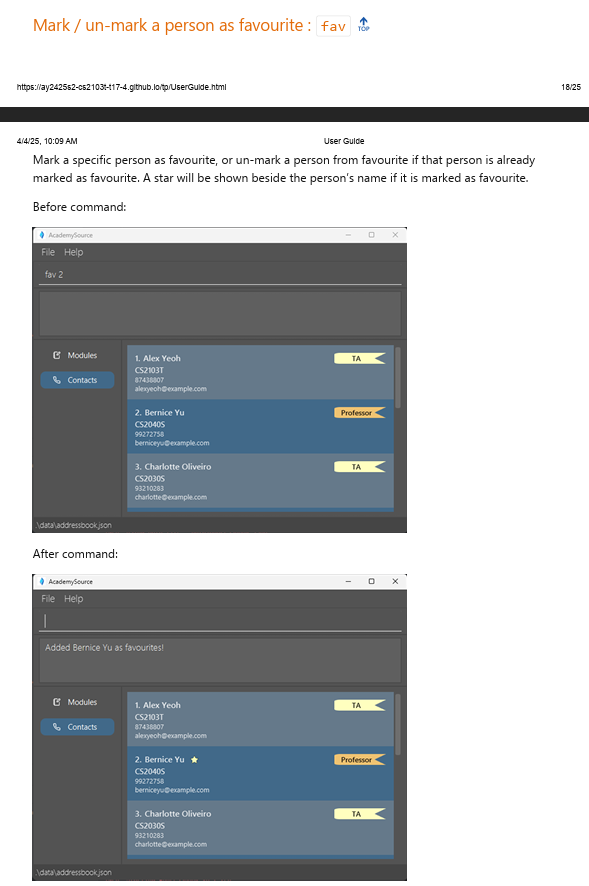 Mark / un-mark a person as favourite : fav TOP
https://ay2425s2-cs2103t-t17-4.github.io/tp/UserGuide.html 18/25
4/4/25, 10:09 AM User Guide
Mark a specific person as favourite, or un-mark a person from favourite if that person is already
marked as favourite. A star will be shown beside the person's name if it is marked as favourite.
Before command:
AcademySource
File Help
fav 2
Modules
Contacts
1. Alex Yeoh TA
CS2103T
87438807
alexyeoh@example.com
2. Bernice Yu Professor
CS2040S
99272758
berniceyu@example.com
3. Charlotte Oliveiro TA
CS2030S
93210283
charlotte@example.com
.\data\addressbook.json
After command:
AcademySource
File Help
Added Bernice Yu as favourites!
Modules
Contacts
1. Alex Yeoh TA
CS2103T
87438807
alexyeoh@example.com
2. Bernice Yu Professor
CS2040S
99272758
berniceyu@example.com
3. Charlotte Oliveiro TA
CS2030S
93210283
charlotte@example.com
.\data\addressbook.json